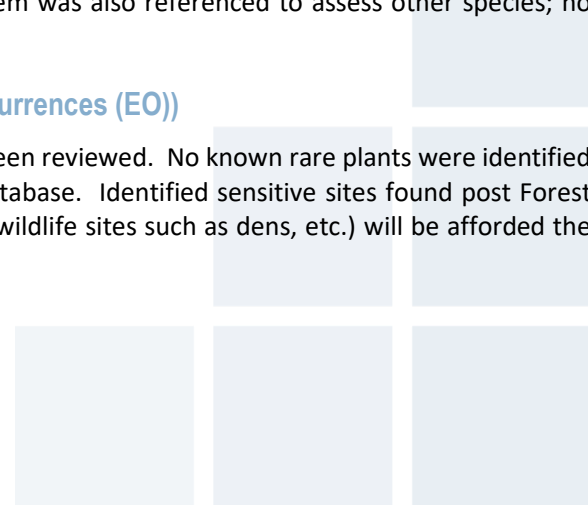 em was also referenced to assess other species; no
urrences (EO))
een reviewed. No known rare plants were identified
tabase. Identified sensitive sites found post Forest
wildlife sites such as dens, etc.) will be afforded the